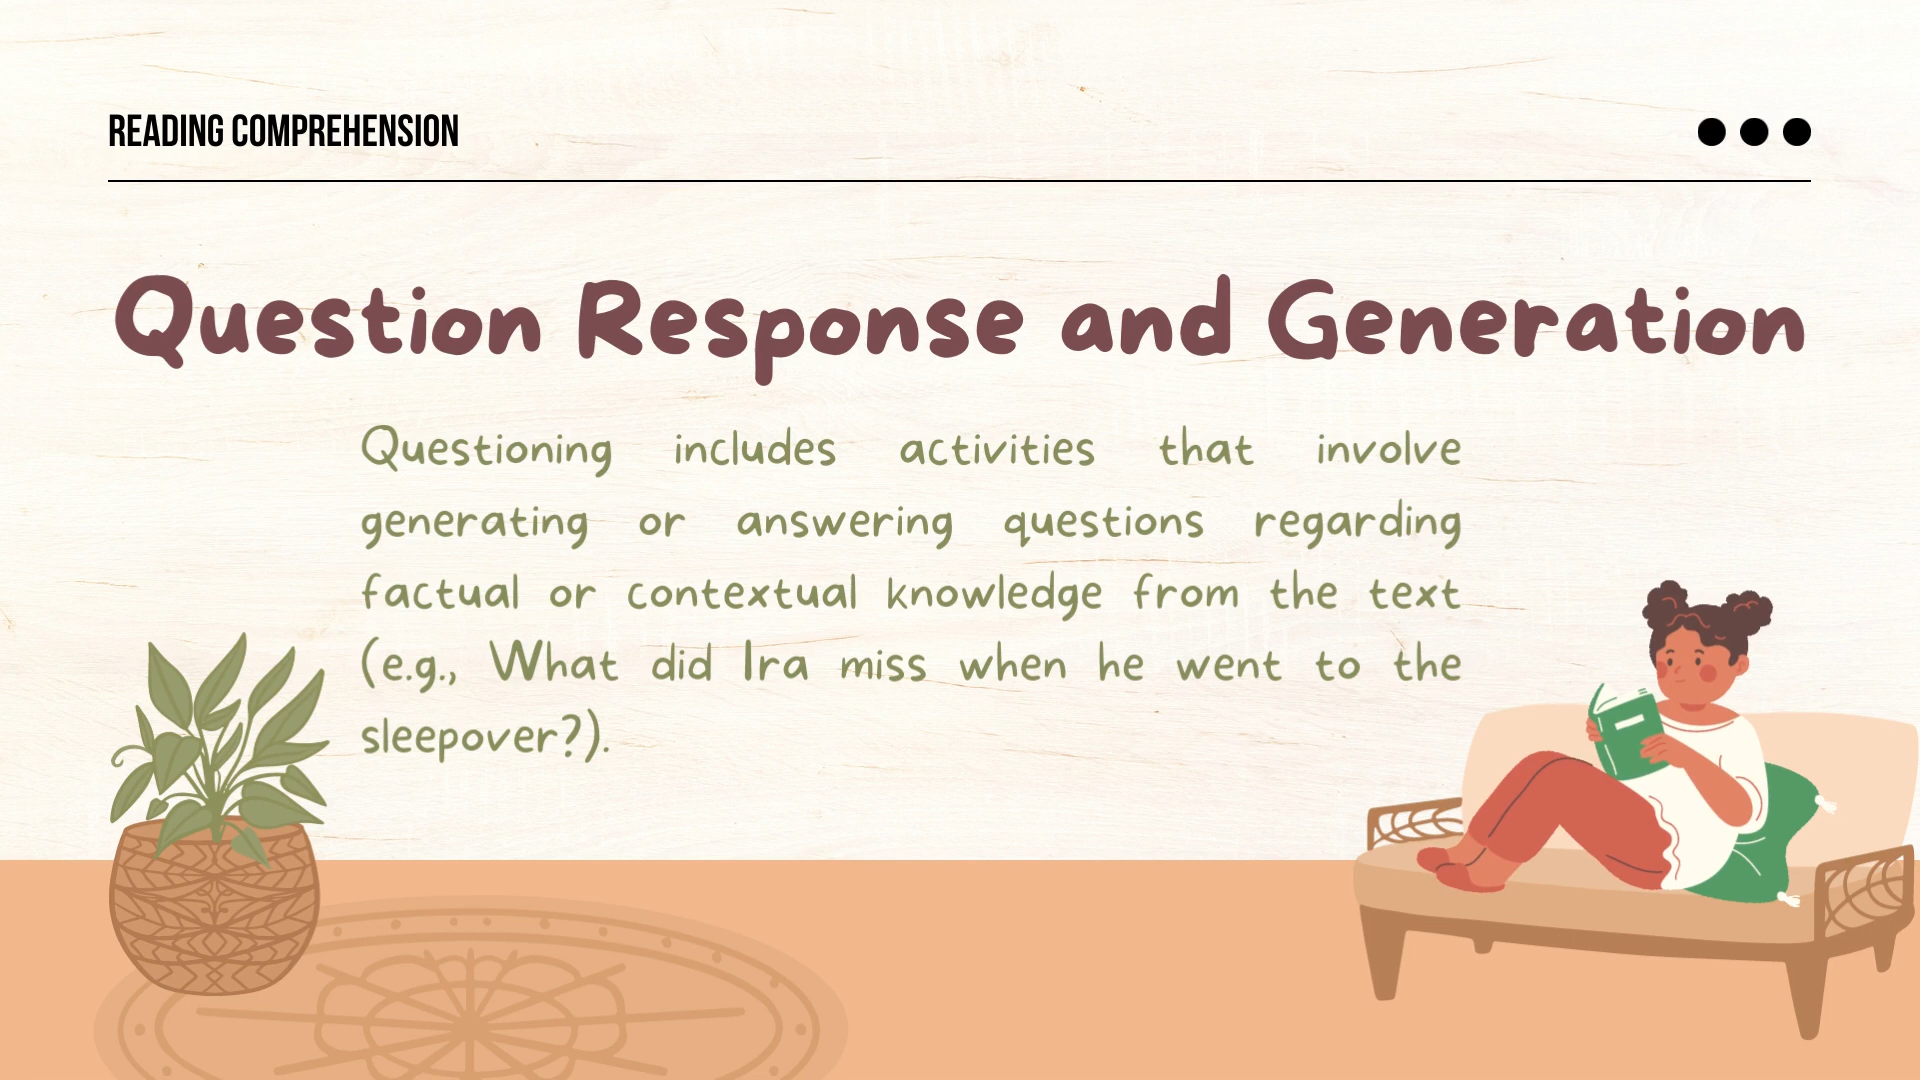 READING COMPREHENSION
Question Response and Generation
Questioning includes activities that involve
generating or answering questions regarding
factual or contextual knowledge from the text
(e.g., What did Ira miss when he went to the
sleepover?).